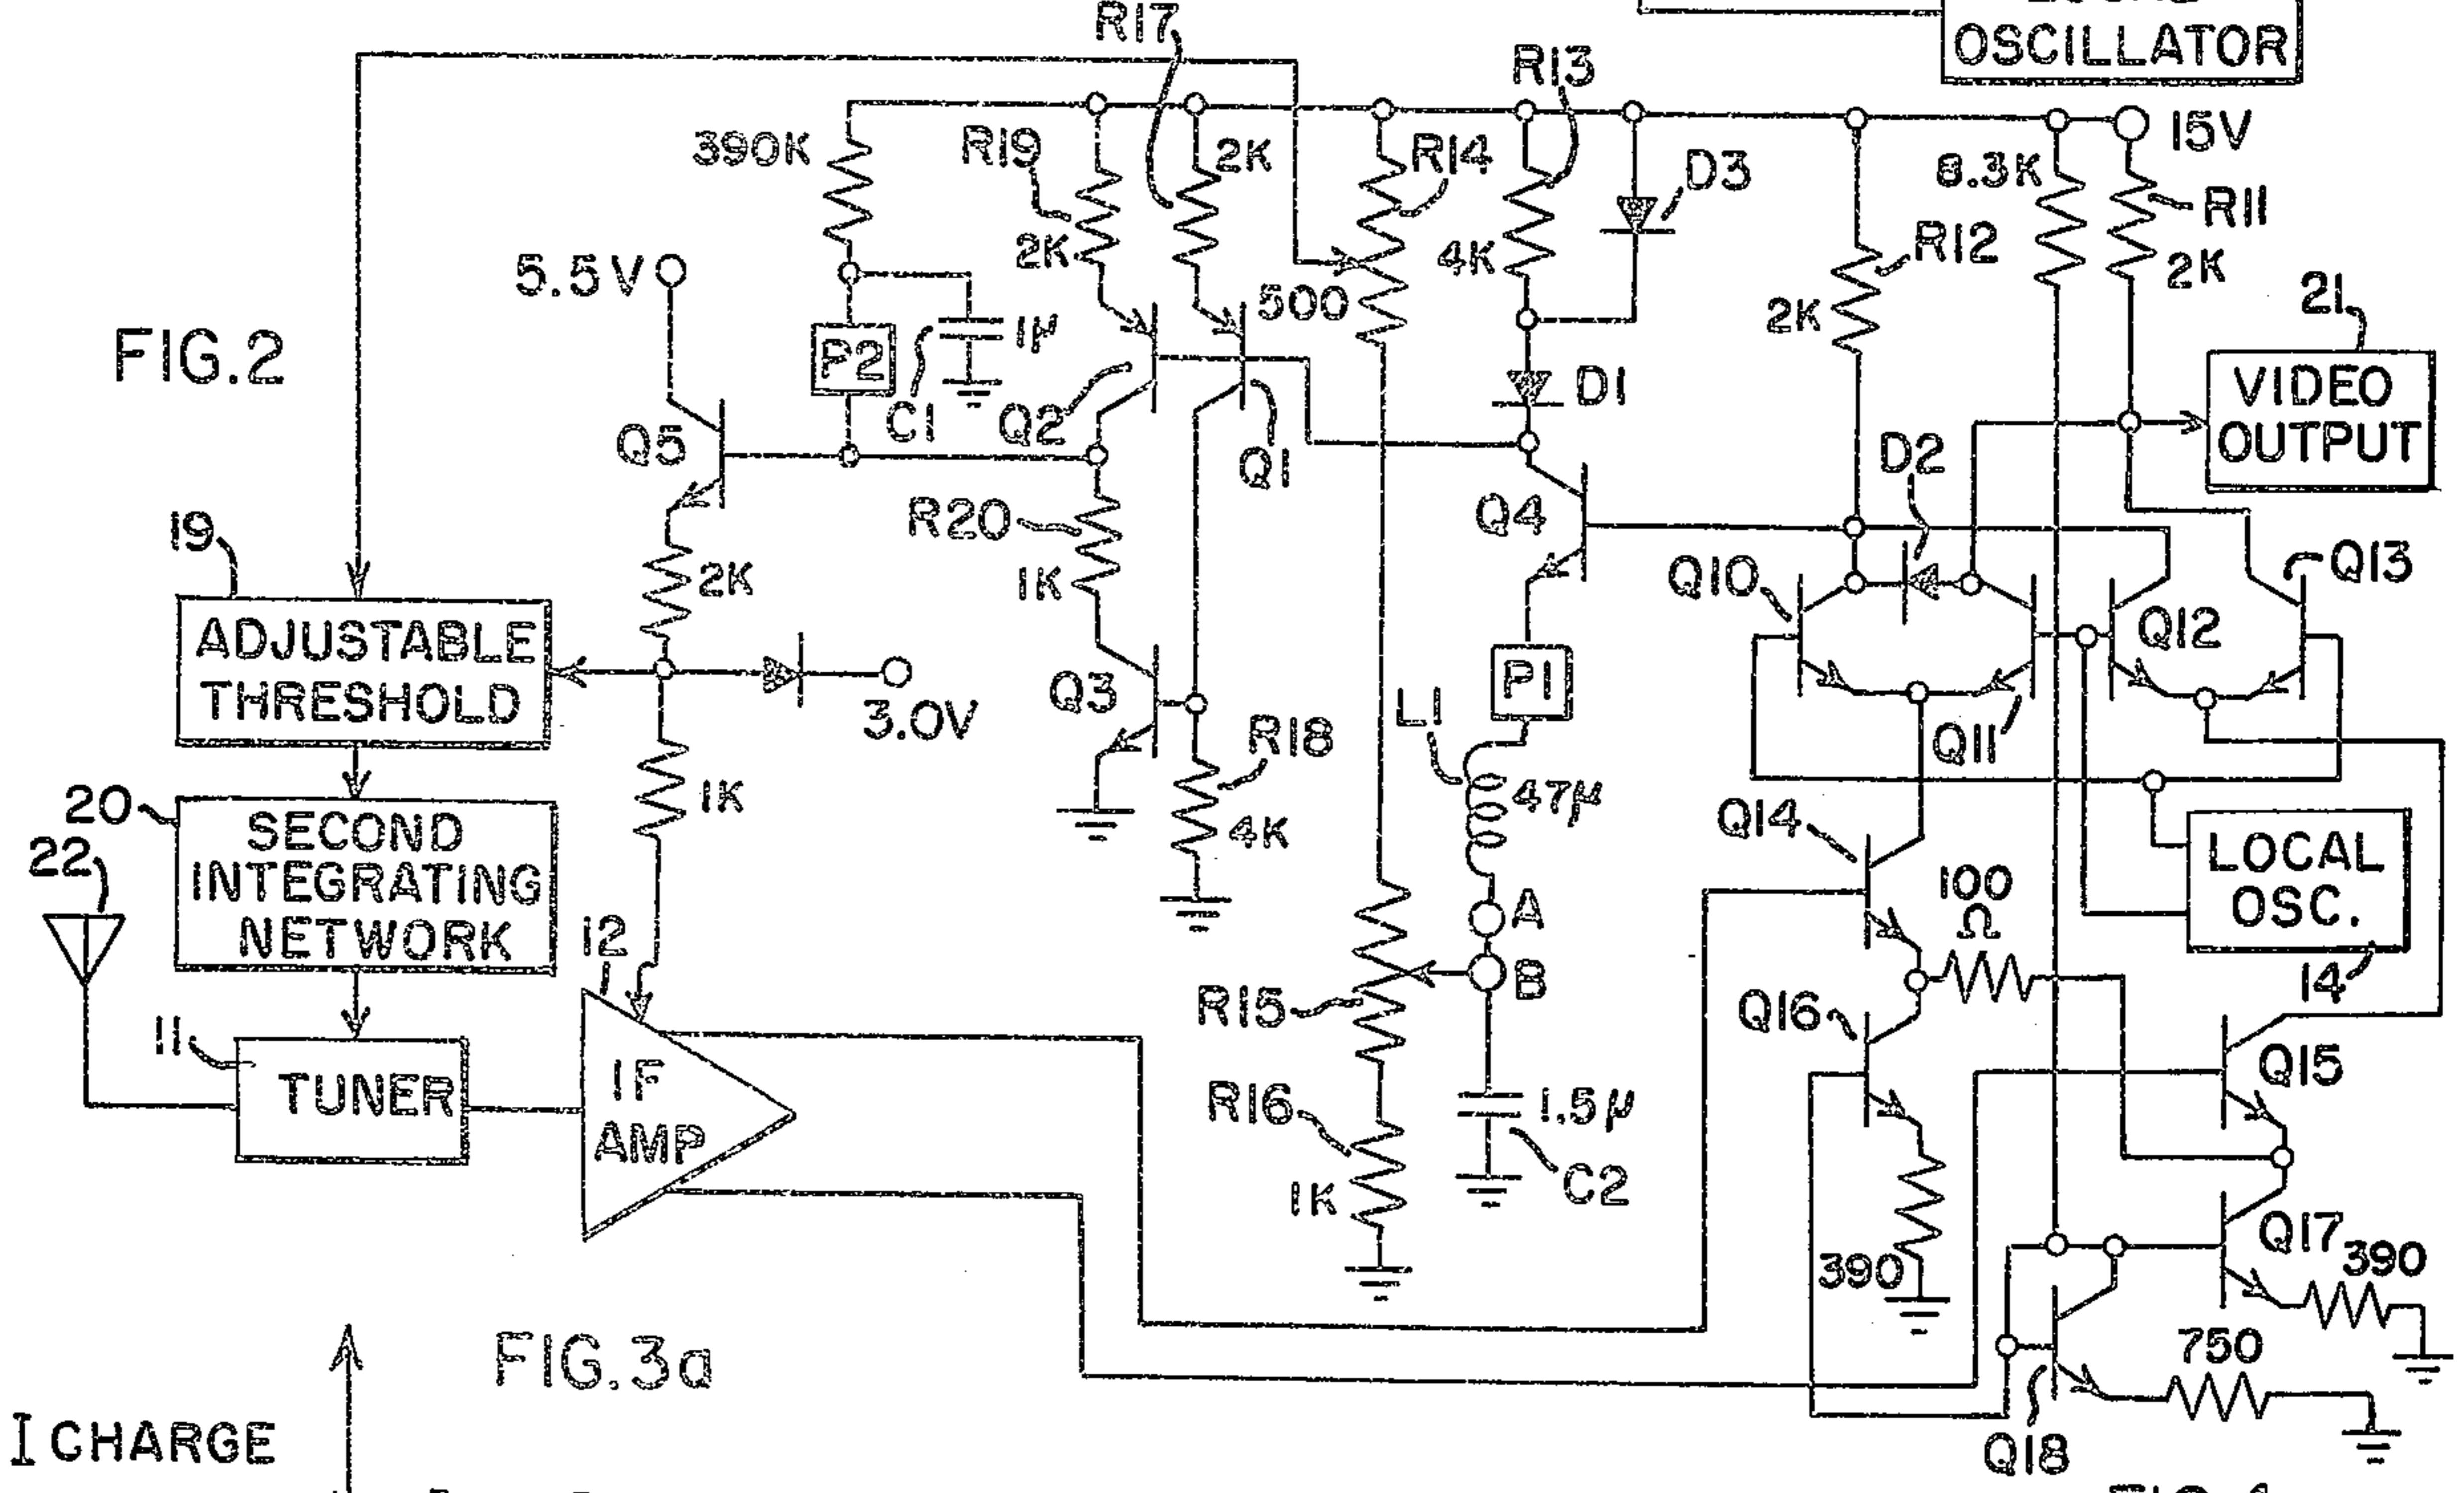 R17
OSCILLATOR
R13
390K
R19
2K
R14
D3
8.3K
15V
R11
5.5V
2K
500
4K
R12
2K
2K
21
FIG.2
P2
1µ
C1
Q2
Q1
D1
VIDEO
OUTPUT
Q5
D2
R20
Q4
19
2K
1K
Q10
Q13
ADJUSTABLE
THRESHOLD
Q12
3.0V
Q3
P1
L1
R18
Q11
20
1K
47µ
SECOND
INTEGRATING
NETWORK
4K
Q14
LOCAL
OSC.
22
100
Ω
12
A
B
14
R15
Q16
11
TUNER
IF
AMP
Q15
R16
1.5µ
1K
C2
Q17
390
390
FIG.3a
750
I CHARGE
Q18